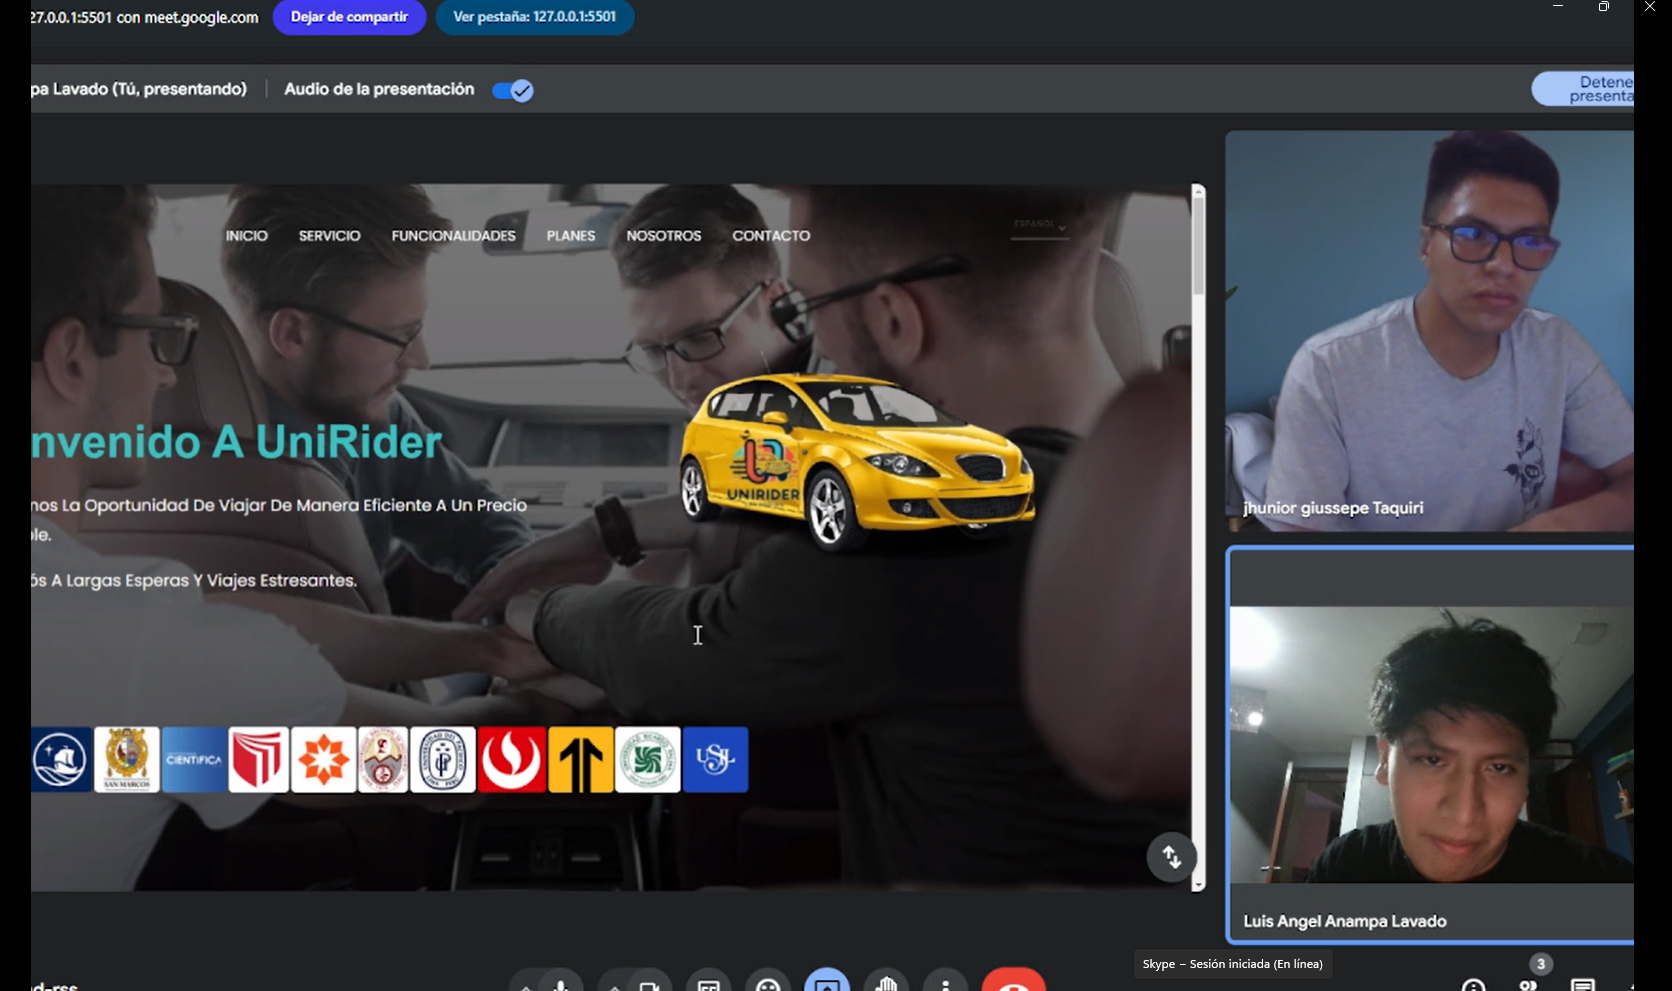 27.0.0.1:5501 con meet.google.com
Dejar de compartir
Ver pestaña: 127.0.0.1:5501
pa Lavado (Tú, presentando)
Audio de la presentación
Detene
presenta
INICIO
SERVICIO
FUNCIONALIDADES
PLANES
NOSOTROS
CONTACTO
ESPAÑOL
nvenido A UniRider
UNIRIDER
mos La Oportunidad De Viajar De Manera Eficiente A Un Precio
ble.
ós A Largas Esperas Y Viajes Estresantes.
SAN MARCOS
CIENTIFICA
USIL
jhunior giussepe Taquiri
Luis Angel Anampa Lavado
Skype – Sesión iniciada (En línea)
3
d-rss